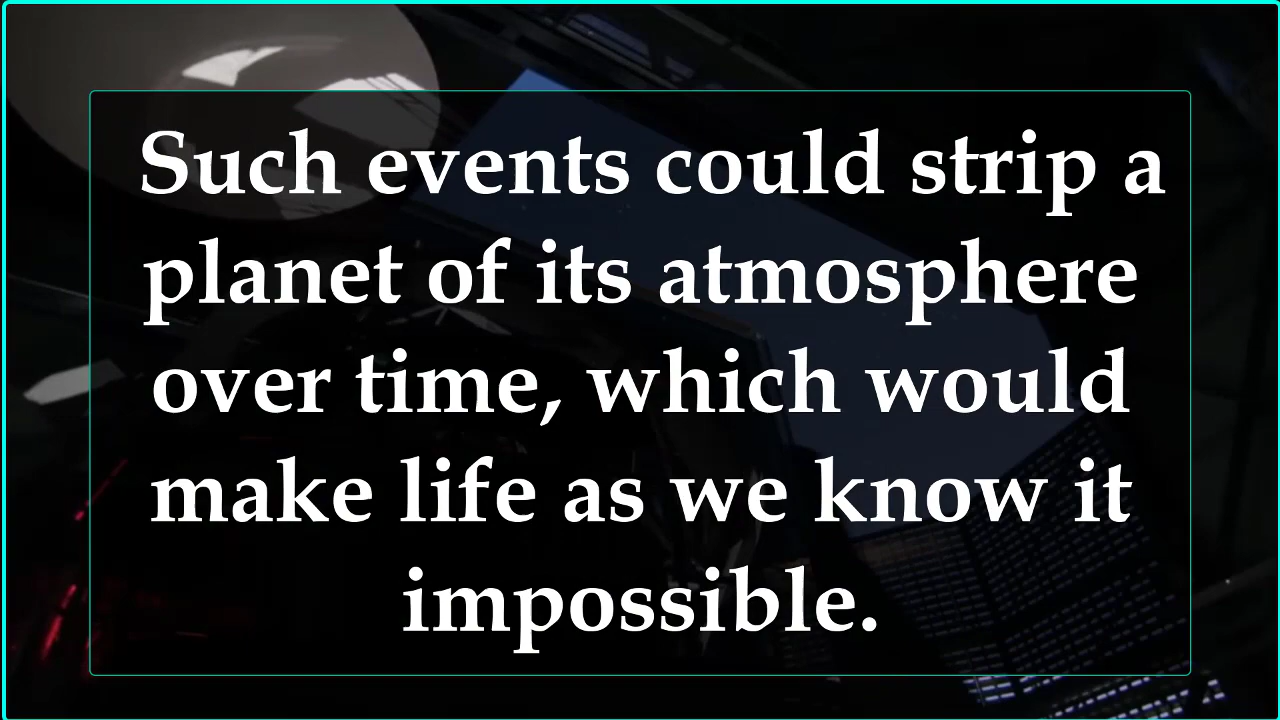 Such events could strip a
planet of its atmosphere
over time, which would
make life as we know it
impossible.